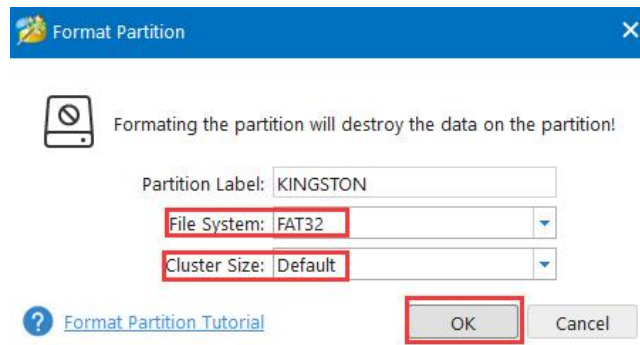 Format Partition
Formating the partition will destroy the data on the partition!
Partition Label: KINGSTON
File System: FAT32
Cluster Size: Default
? Format Partition Tutorial OK Cancel